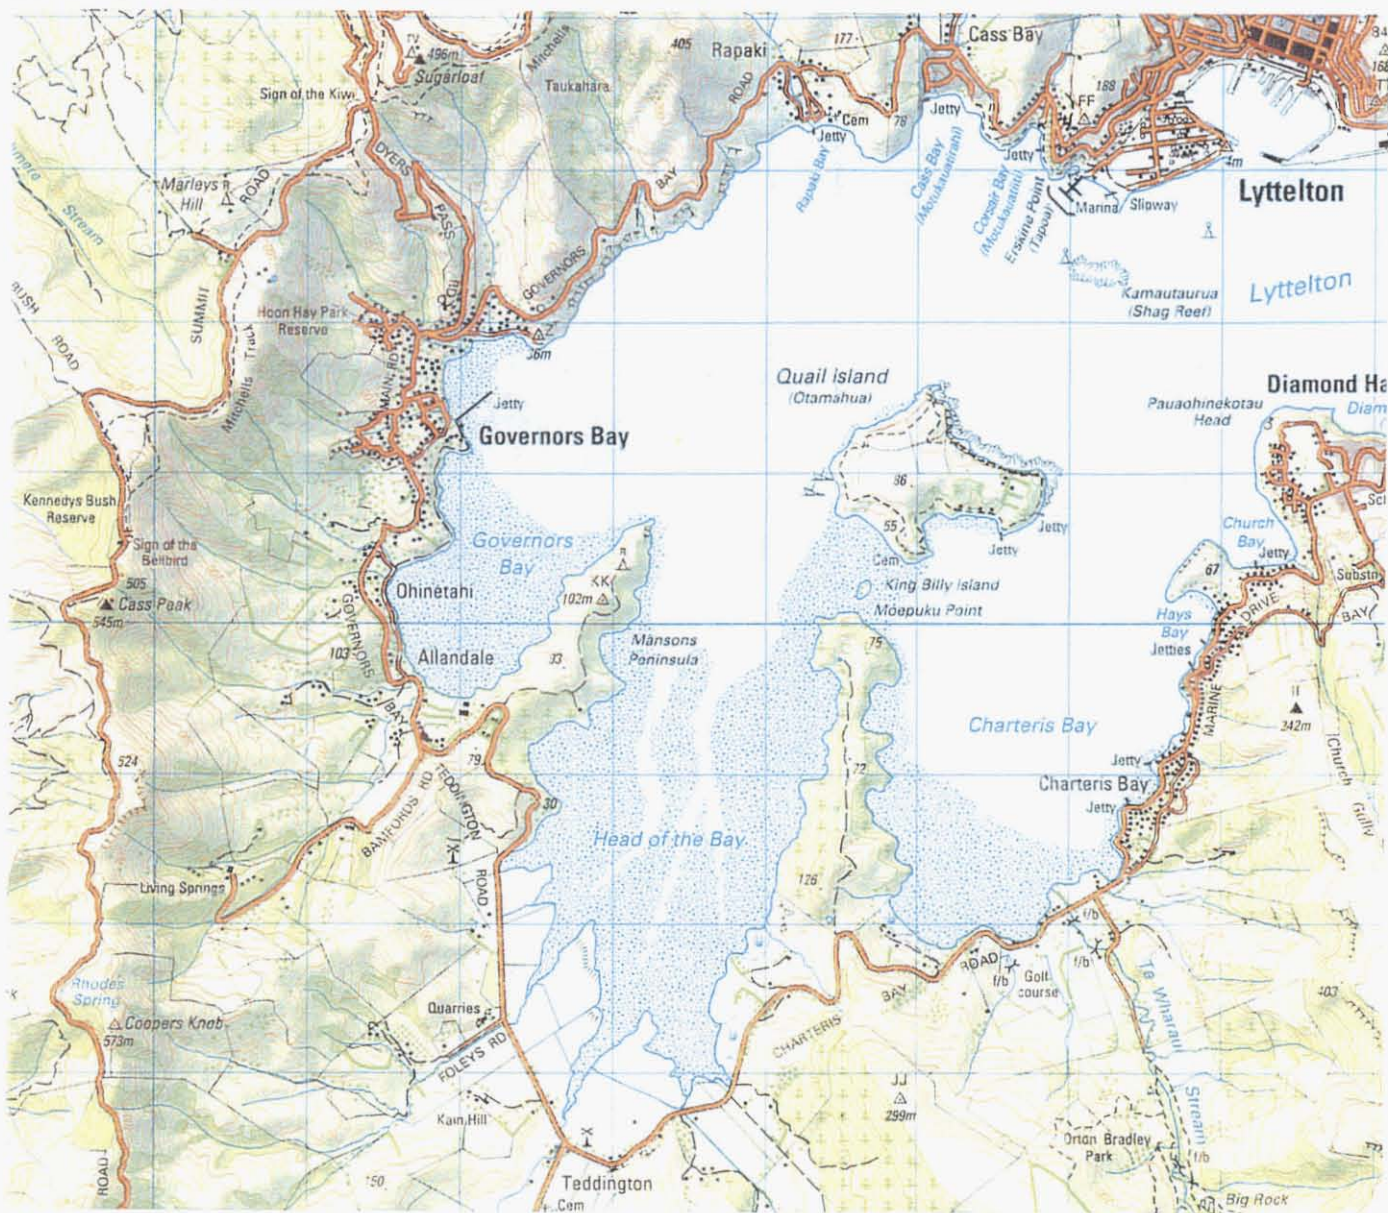 496m
Sugarloaf
Sign of the Kiwi
Mitchells
Taukahara
405
Rapaki
177
Cass Bay
168
188
FF
Cem
78
Jetty
Jetty
Jetty
4m
ROAD
BAY
GOVERNORS
DYERS
PASS
RD
Marleys
Hill
ROAD
SUMMIT
Stream
Rapaki Bay
Cass Bay
(Motukauatirahi)
Corsair Bay
(Motukauatiiti)
Erskine Point
(Tapoa)
Marina
Slipway
Lyttelton
Lyttelton
Kamautaurua
(Shag Reef)
Hoon Hay Park
Reserve
Mitchells Track
BUSH
ROAD
Z
MAIN RD
Jetty
Governors Bay
Quail Island
(Otamahua)
86
55
Cem
Jetty
Jetty
Diamond Ha
Diam
Pauaohinekotau
Head
Kennedys Bush
Reserve
Sign of the
Bellbird
505
Cass Peak
545m
Governors
Bay
Ohinetahi
KK
102m
93
GOVERNORS
BAY
103
Allandale
Mansons
Peninsula
King Billy Island
Moepuku Point
75
Church
Bay
Jetty
67
Hays
Bay
Jetties
MARINE
DRIVE
BAY
Substn
342m
Church
Gully
Charteris Bay
Jetty
Charteris Bay
Jetty
524
79
30
TEDDINGTON
ROAD
BAMFORDS RD
Living Springs
Head of the Bay
72
126
Rhodes
Spring
Coopers Knob
573m
Quarries
FOLEYS RD
Kain Hill
CHARTERIS
BAY
ROAD
f/b
f/b
f/b
Golf
course
Te Wharau
Stream
403
JJ
299m
Orton Bradley
Park
f/b
Big Rock
ROAD
150
Teddington
Cem